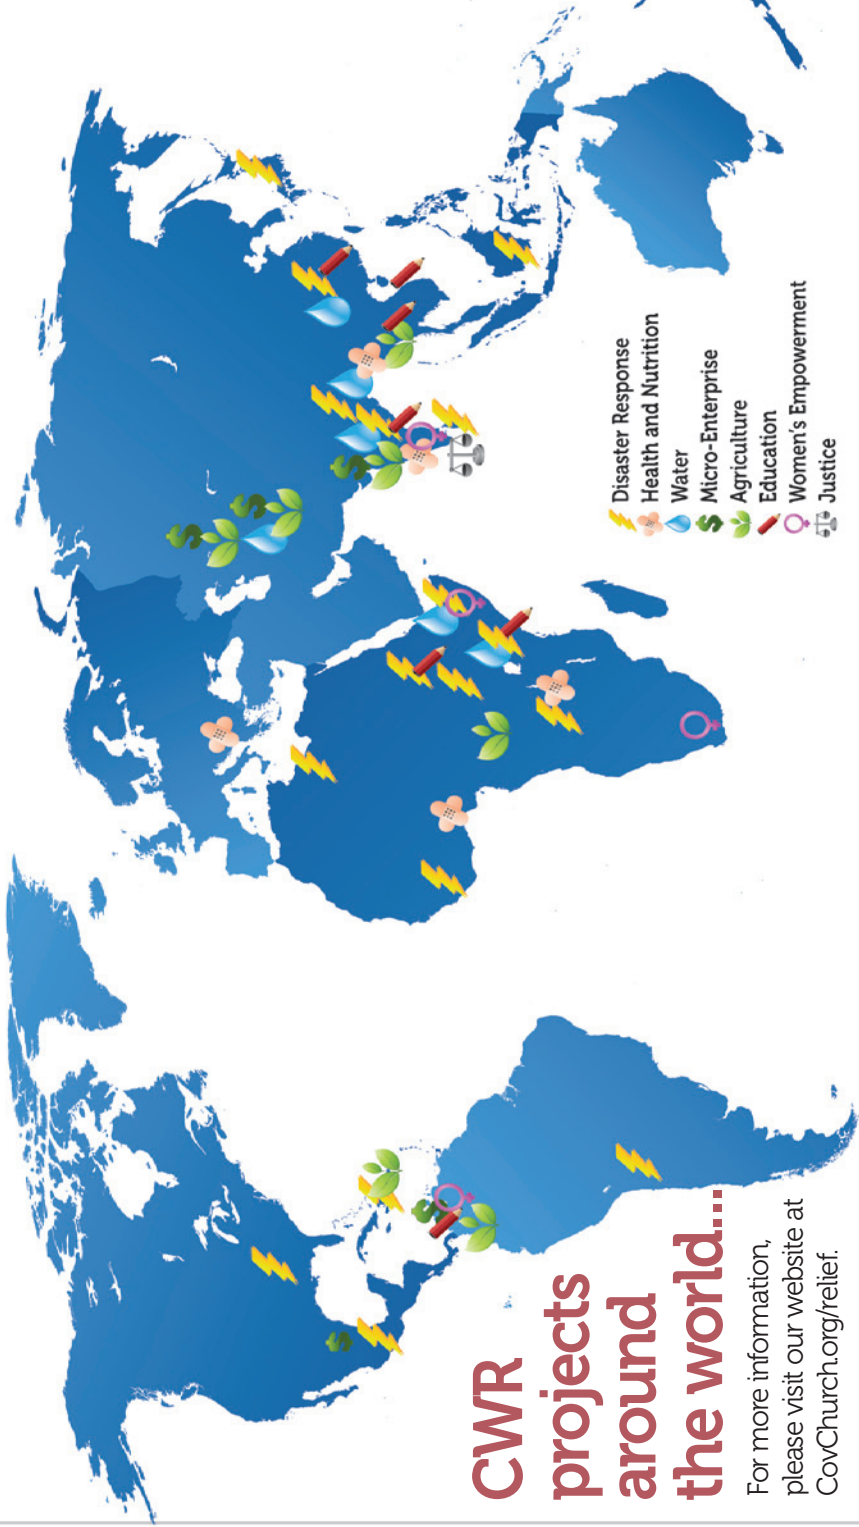 CWR
projects
around
the world...
For more information,
please visit our website at
CovChurch.org/relief.
Disaster Response
Health and Nutrition
Water
Micro-Enterprise
Agriculture
Education
Women's Empowerment
Justice